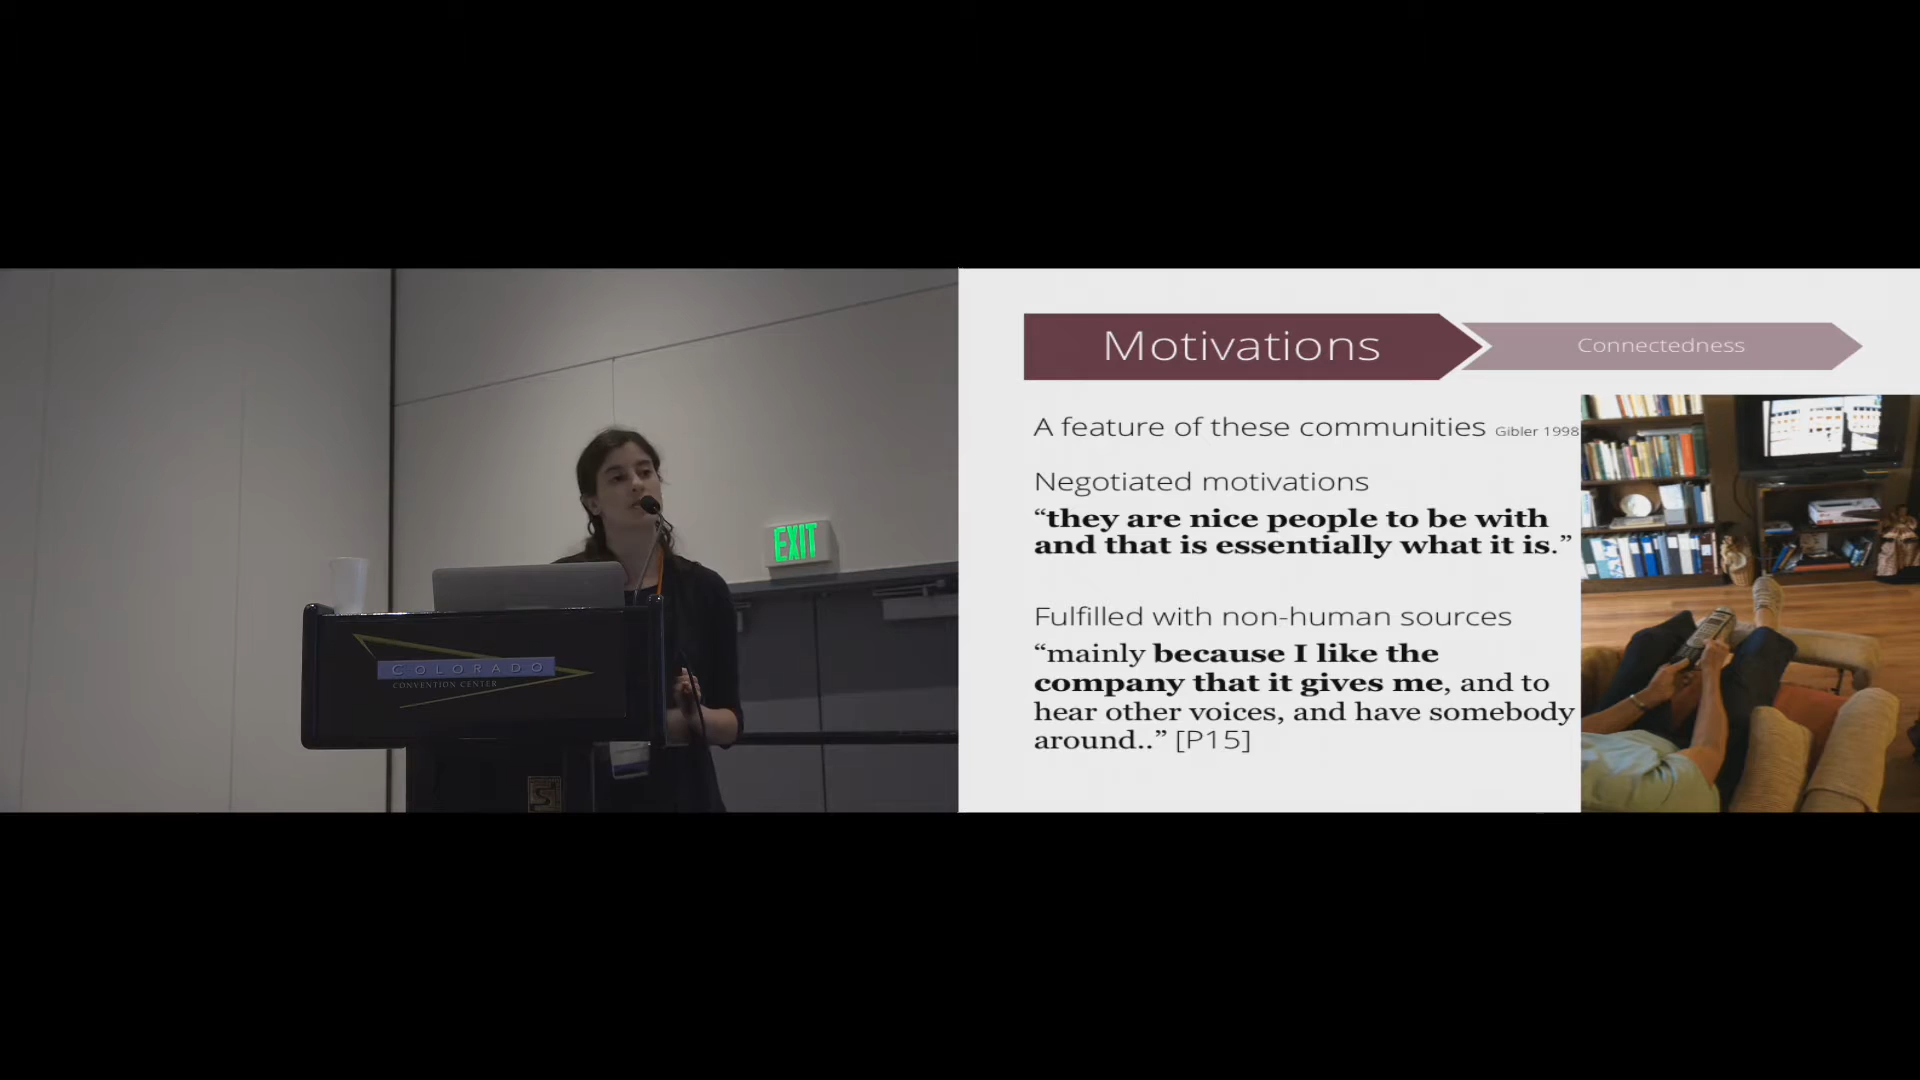 EXIT
COLORADO
CONVENTION CENTER
Motivations
Connectedness
A feature of these communities Gibler 1998
Negotiated motivations
“they are nice people to be with
and that is essentially what it is.”
Fulfilled with non-human sources
“mainly because I like the
company that it gives me, and to
hear other voices, and have somebody
around..” [P15]